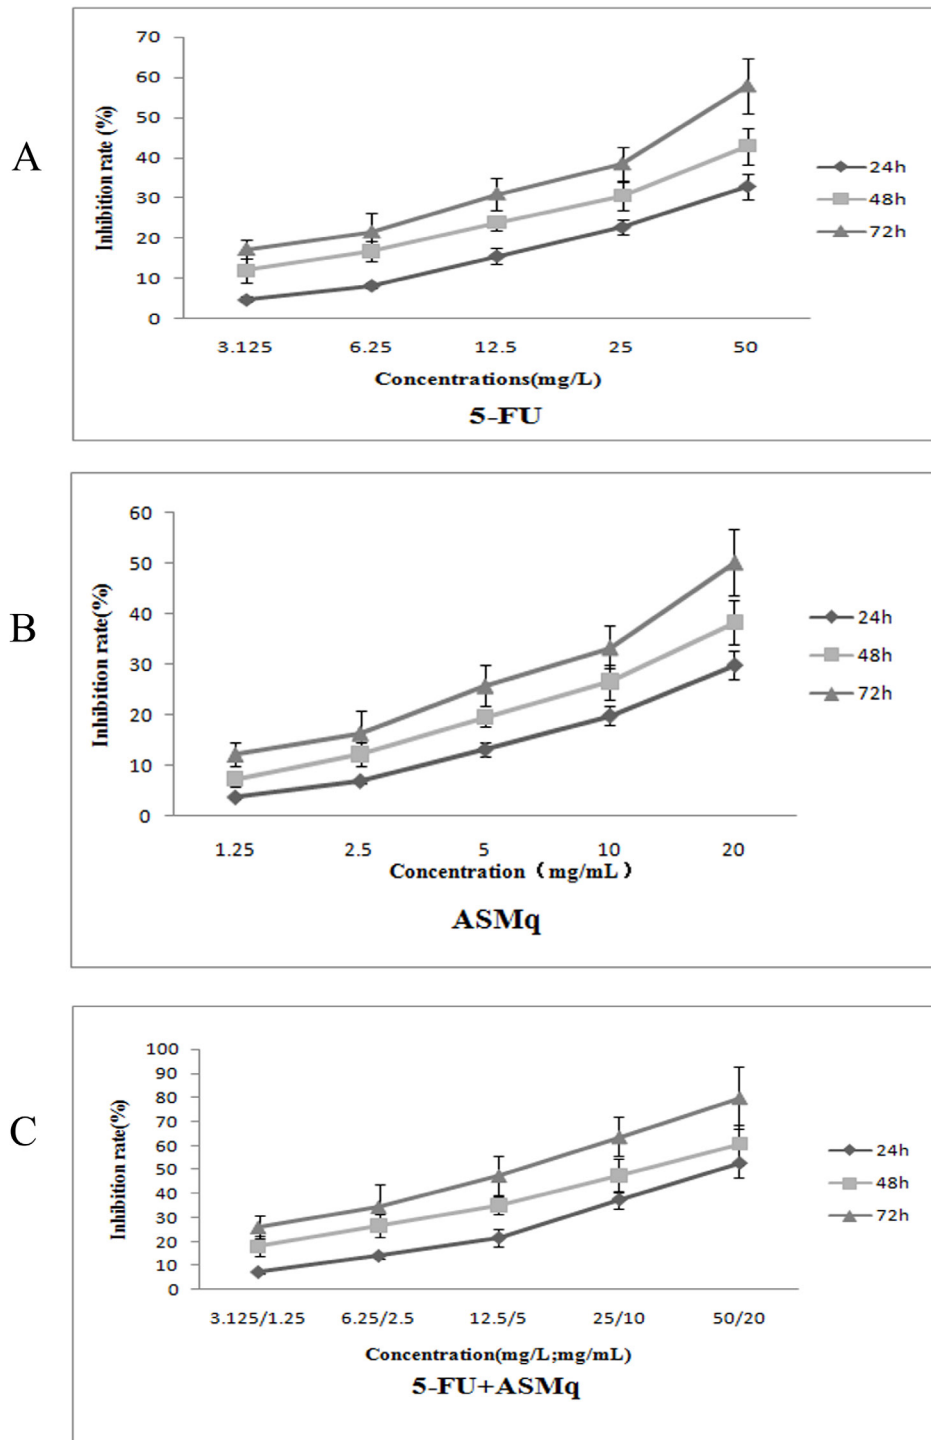 A
70
60
50
40
30
20
10
0
Inhibition rate (%)
3.125 6.25 12.5 25 50
Concentrations(mg/L)
5-FU
24h
48h
72h
B
60
50
40
30
20
10
0
Inhibition rate(%)
1.25 2.5 5 10 20
Concentration ( mg/mL )
ASMq
24h
48h
72h
C
100
90
80
70
60
50
40
30
20
10
0
Inhibition rate(%)
3.125/1.25 6.25/2.5 12.5/5 25/10 50/20
Concentration(mg/L;mg/mL)
5-FU+ASMq
24h
48h
72h